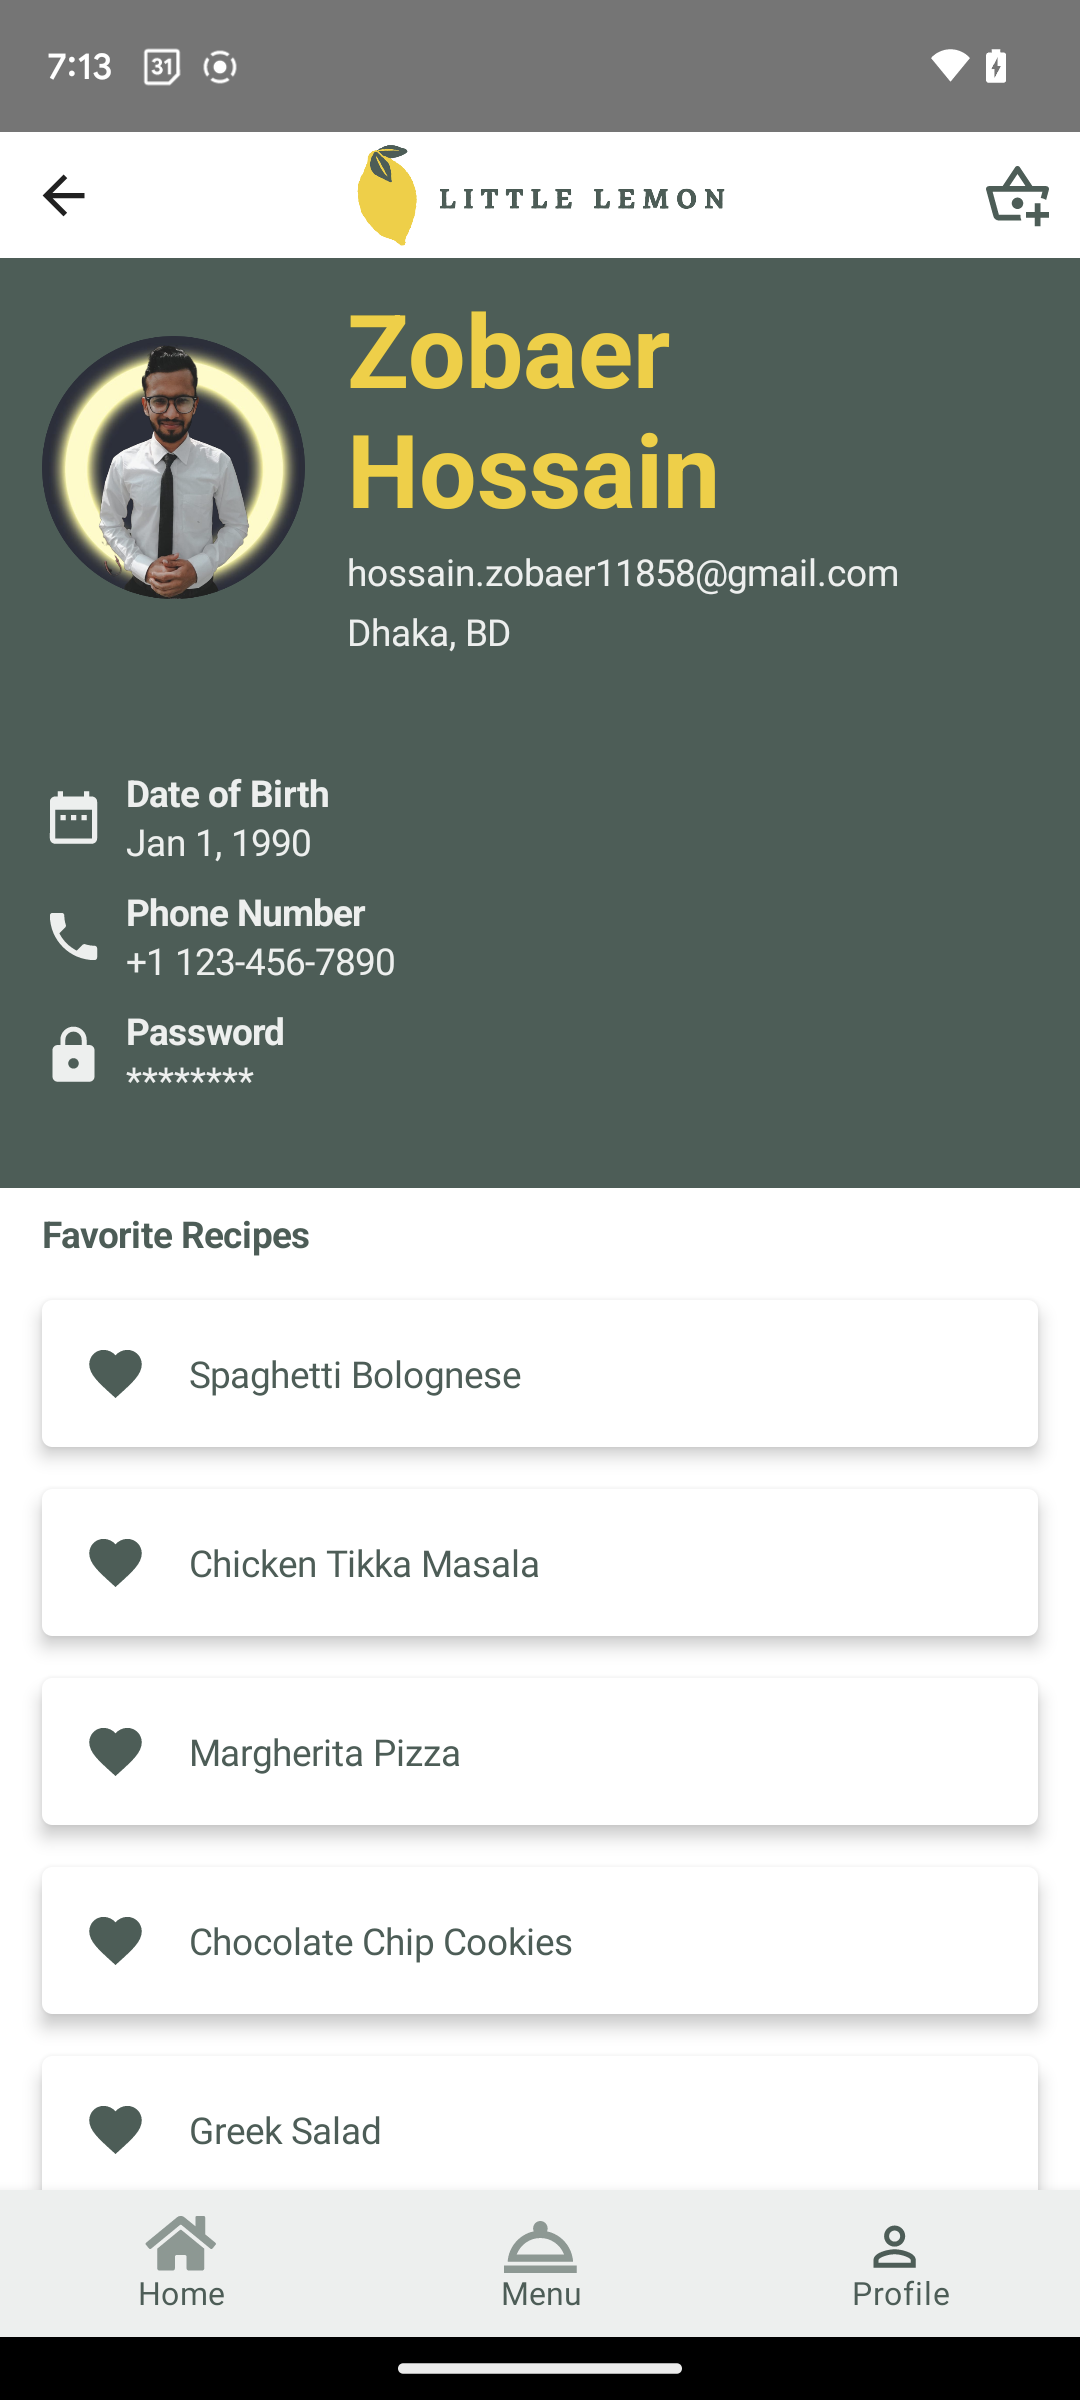 7:13
31
LITTLE LEMON
Zobaer
Hossain
hossain.zobaer11858@gmail.com
Dhaka, BD
Date of Birth
Jan 1, 1990
Phone Number
+1 123-456-7890
Password
********
Favorite Recipes
Spaghetti Bolognese
Chicken Tikka Masala
Margherita Pizza
Chocolate Chip Cookies
Greek Salad
Home
Menu
Profile